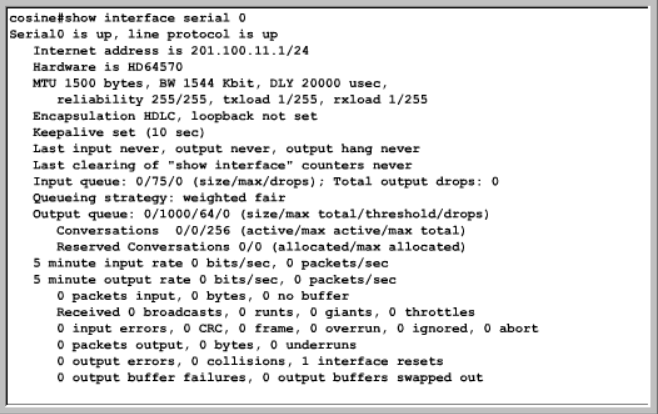 cosine#show interface serial 0
Serial0 is up, line protocol is up
Internet address is 201.100.11.1/24
Hardware is HD64570
MTU 1500 bytes, BW 1544 Kbit, DLY 20000 usec,
reliability 255/255, txload 1/255, rxload 1/255
Encapsulation HDLC, loopback not set
Keepalive set (10 sec)
Last input never, output never, output hang never
Last clearing of "show interface" counters never
Input queue: 0/75/0 (size/max/drops); Total output drops: 0
Queueing strategy: weighted fair
Output queue: 0/1000/64/0 (size/max total/threshold/drops)
Conversations  0/0/256 (active/max active/max total)
Reserved Conversations 0/0 (allocated/max allocated)
5 minute input rate 0 bits/sec, 0 packets/sec
5 minute output rate 0 bits/sec, 0 packets/sec
0 packets input, 0 bytes, 0 no buffer
Received 0 broadcasts, 0 runts, 0 giants, 0 throttles
0 input errors, 0 CRC, 0 frame, 0 overrun, 0 ignored, 0 abort
0 packets output, 0 bytes, 0 underruns
0 output errors, 0 collisions, 1 interface resets
0 output buffer failures, 0 output buffers swapped out